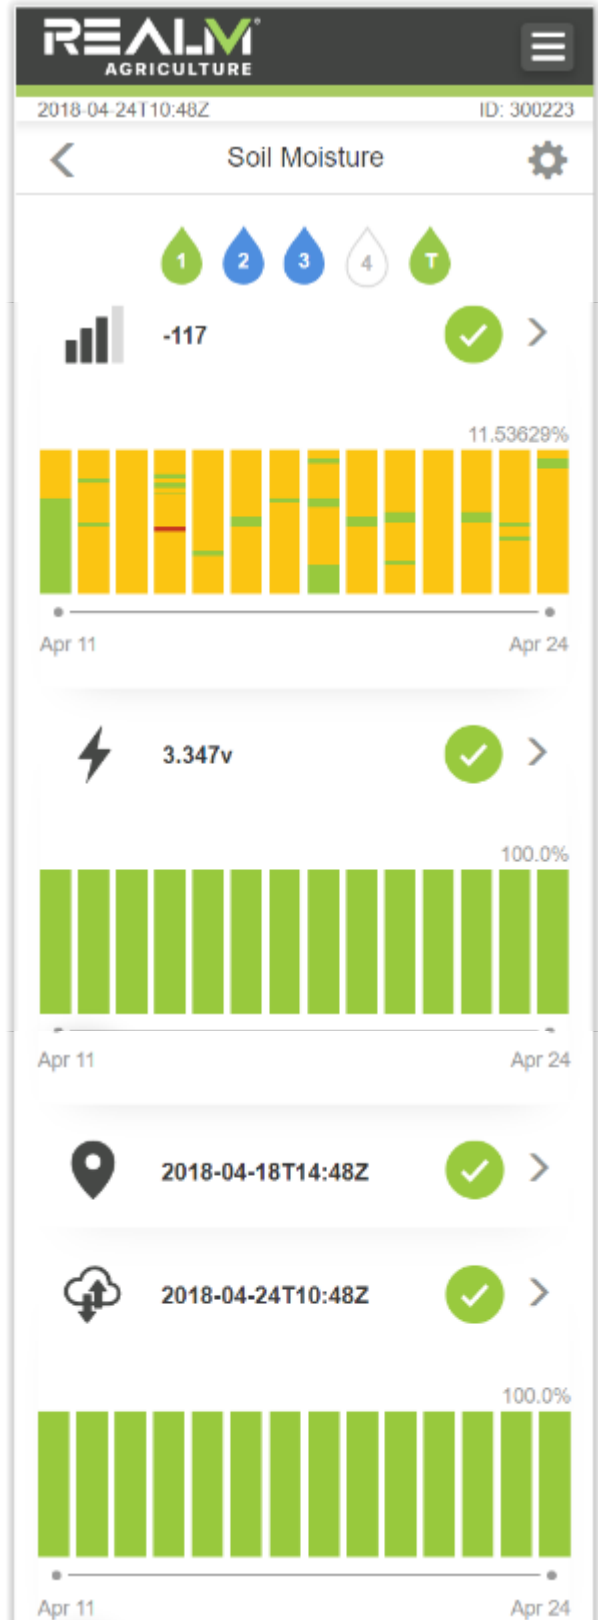 REALM
AGRICULTURE
2018-04-24T10:48Z ID: 300223
Soil Moisture
1 2 3 4 T
-117
11.53629%
Apr 11 Apr 24
3.347v
100.0%
Apr 11 Apr 24
2018-04-18T14:48Z
2018-04-24T10:48Z
100.0%
Apr 11 Apr 24